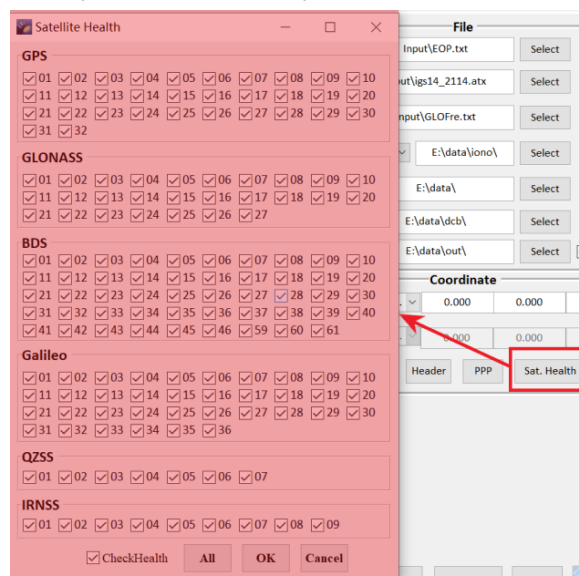 Satellite Health
GPS
01 02 03 04 05 06 07 08 09 10
11 12 13 14 15 16 17 18 19 20
21 22 23 24 25 26 27 28 29 30
31 32
GLONASS
01 02 03 04 05 06 07 08 09 10
11 12 13 14 15 16 17 18 19 20
21 22 23 24 25 26 27
BDS
01 02 03 04 05 06 07 08 09 10
11 12 13 14 15 16 17 18 19 20
21 22 23 24 25 26 27 28 29 30
31 32 33 34 35 36 37 38 39 40
41 42 43 44 45 46 59 60 61
Galileo
01 02 03 04 05 06 07 08 09 10
11 12 13 14 15 16 17 18 19 20
21 22 23 24 25 26 27 28 29 30
31 32 33 34 35 36
QZSS
01 02 03 04 05 06 07
IRNSS
01 02 03 04 05 06 07 08 09
CheckHealth All OK Cancel
File
Input\EOP.txt Select
ut\igs14_2114.atx Select
nput\GLOFre.txt Select
E:\data\iono\ Select
E:\data\ Select
E:\data\dcb\ Select
E:\data\out\ Select
Coordinate
0.000 0.000
0.000 0.000
Header PPP Sat. Health